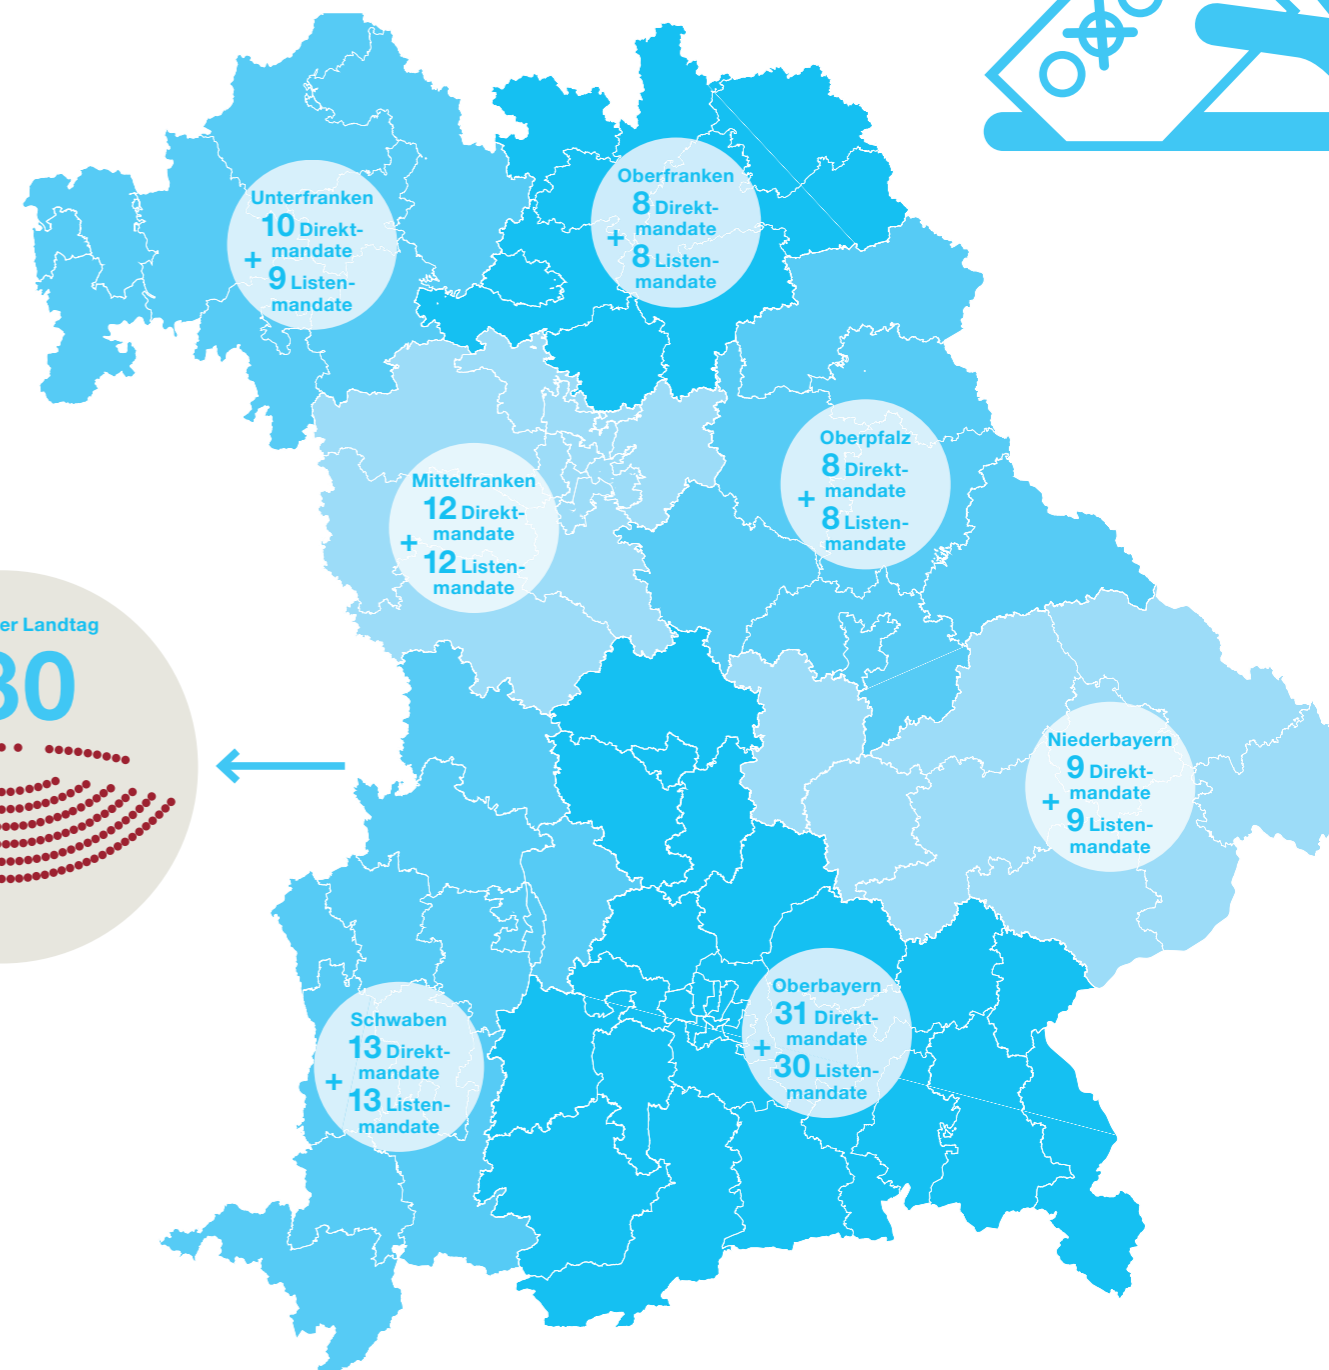 Unterfranken
10 Direkt-
mandate
+
9 Listen-
mandate
Oberfranken
8 Direkt-
mandate
+
8 Listen-
mandate
Oberpfalz
8 Direkt-
mandate
+
8 Listen-
mandate
Mittelfranken
12 Direkt-
mandate
+
12 Listen-
mandate
er Landtag
80
Niederbayern
9 Direkt-
mandate
+
9 Listen-
mandate
Oberbayern
31 Direkt-
mandate
+
30 Listen-
mandate
Schwaben
13 Direkt-
mandate
+
13 Listen-
mandate